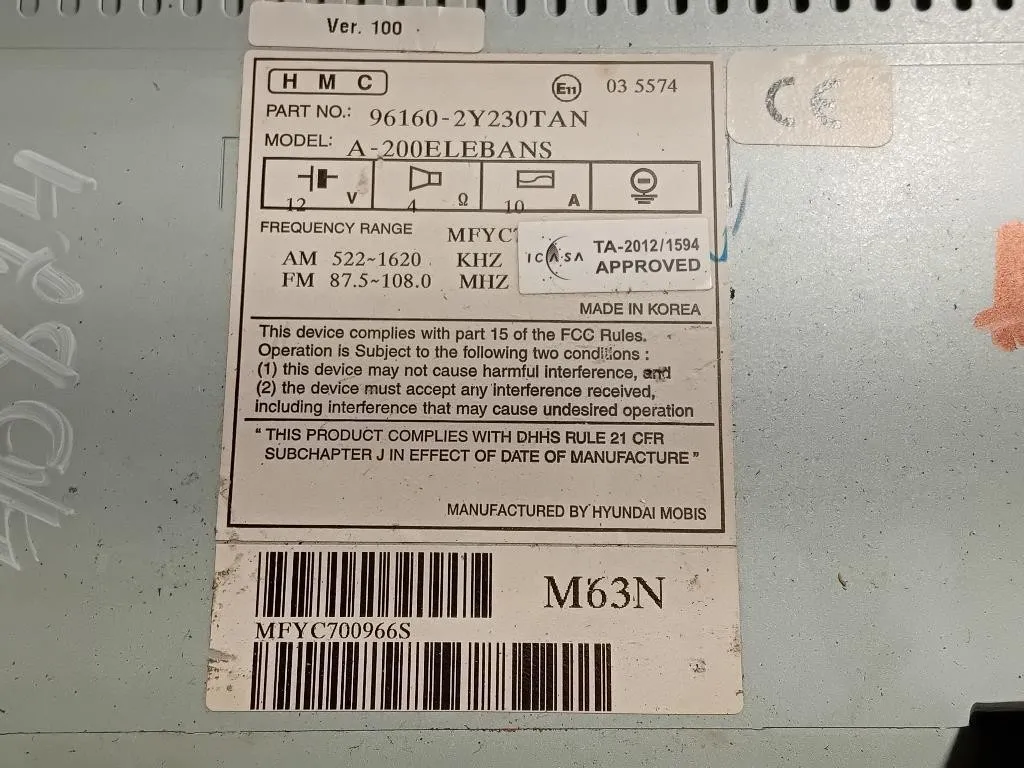 Ver. 100
H M C
E11
03 5574
CE
PART NO.: 96160-2Y230TAN
MODEL: A-200ELEBANS
12 V
4 Ω
10 A
FREQUENCY RANGE
MFYC7
AM 522~1620 KHZ
FM 87.5~108.0 MHZ
ICASA
TA-2012/1594
APPROVED
MADE IN KOREA
This device complies with part 15 of the FCC Rules.
Operation is Subject to the following two conditions :
(1) this device may not cause harmful interference, and
(2) the device must accept any interference received,
including interference that may cause undesired operation
“ THIS PRODUCT COMPLIES WITH DHHS RULE 21 CFR
SUBCHAPTER J IN EFFECT OF DATE OF MANUFACTURE ”
MANUFACTURED BY HYUNDAI MOBIS
M63N
MFYC700966S